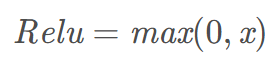 Relu = max(0, x)